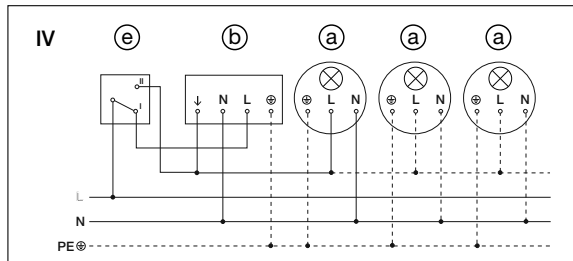 IV e b a a a
II
I
↓ N L ⏚ ⏚ L N ⏚ L N ⏚ L N
L
N
PE ⏚